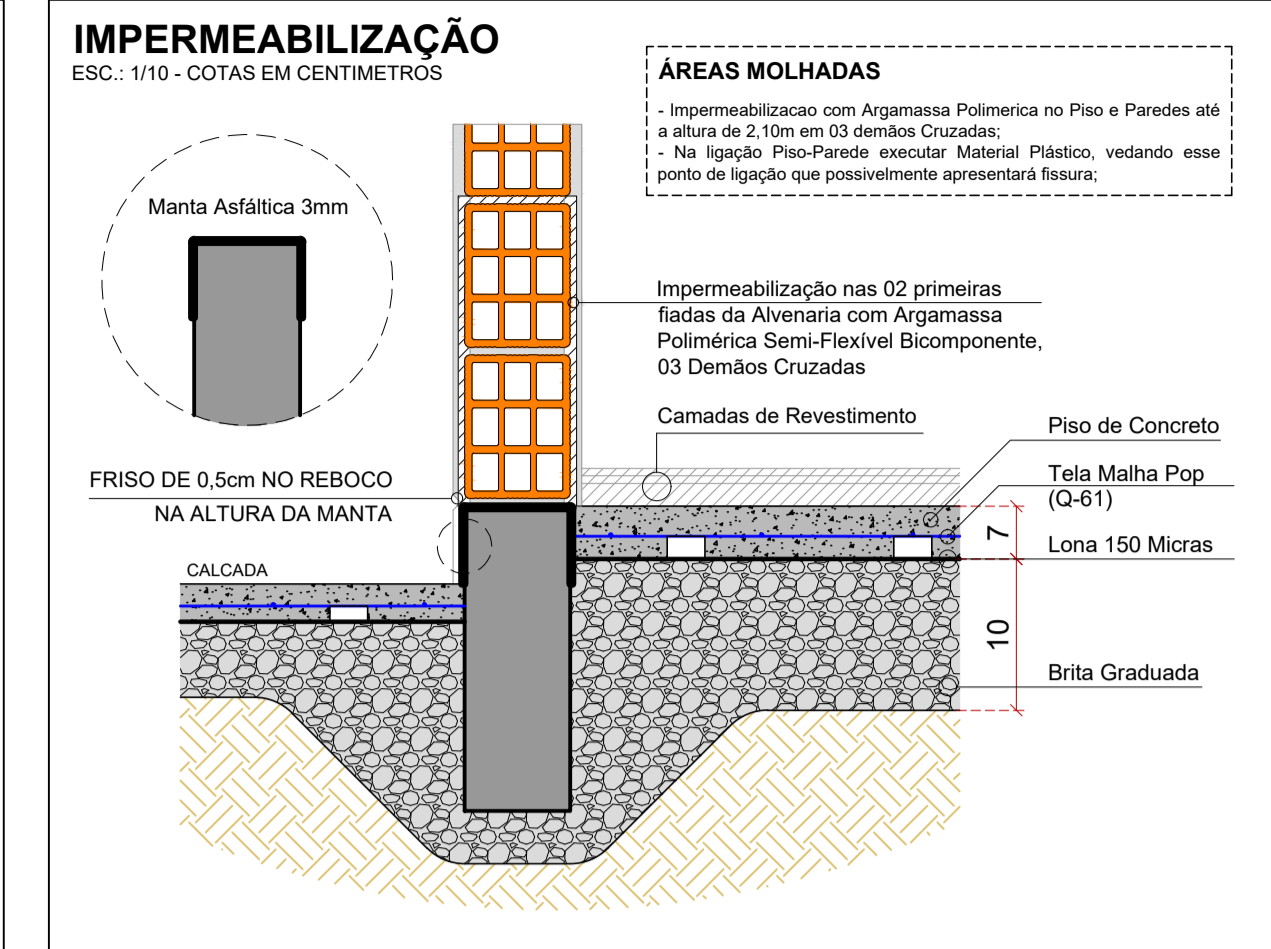 IMPERMEABILIZAÇÃO
ESC.: 1/10 - COTAS EM CENTIMETROS
ÁREAS MOLHADAS
- Impermeabilizacao com Argamassa Polimerica no Piso e Paredes até
a altura de 2,10m em 03 demãos Cruzadas;
- Na ligação Piso-Parede executar Material Plástico, vedando esse
ponto de ligação que possivelmente apresentará fissura;
Manta Asfáltica 3mm
Impermeabilização nas 02 primeiras
fiadas da Alvenaria com Argamassa
Polimérica Semi-Flexível Bicomponente,
03 Demãos Cruzadas
Camadas de Revestimento
Piso de Concreto
Tela Malha Pop
(Q-61)
Lona 150 Micras
Brita Graduada
7
10
FRISO DE 0,5cm NO REBOCO
NA ALTURA DA MANTA
CALCADA